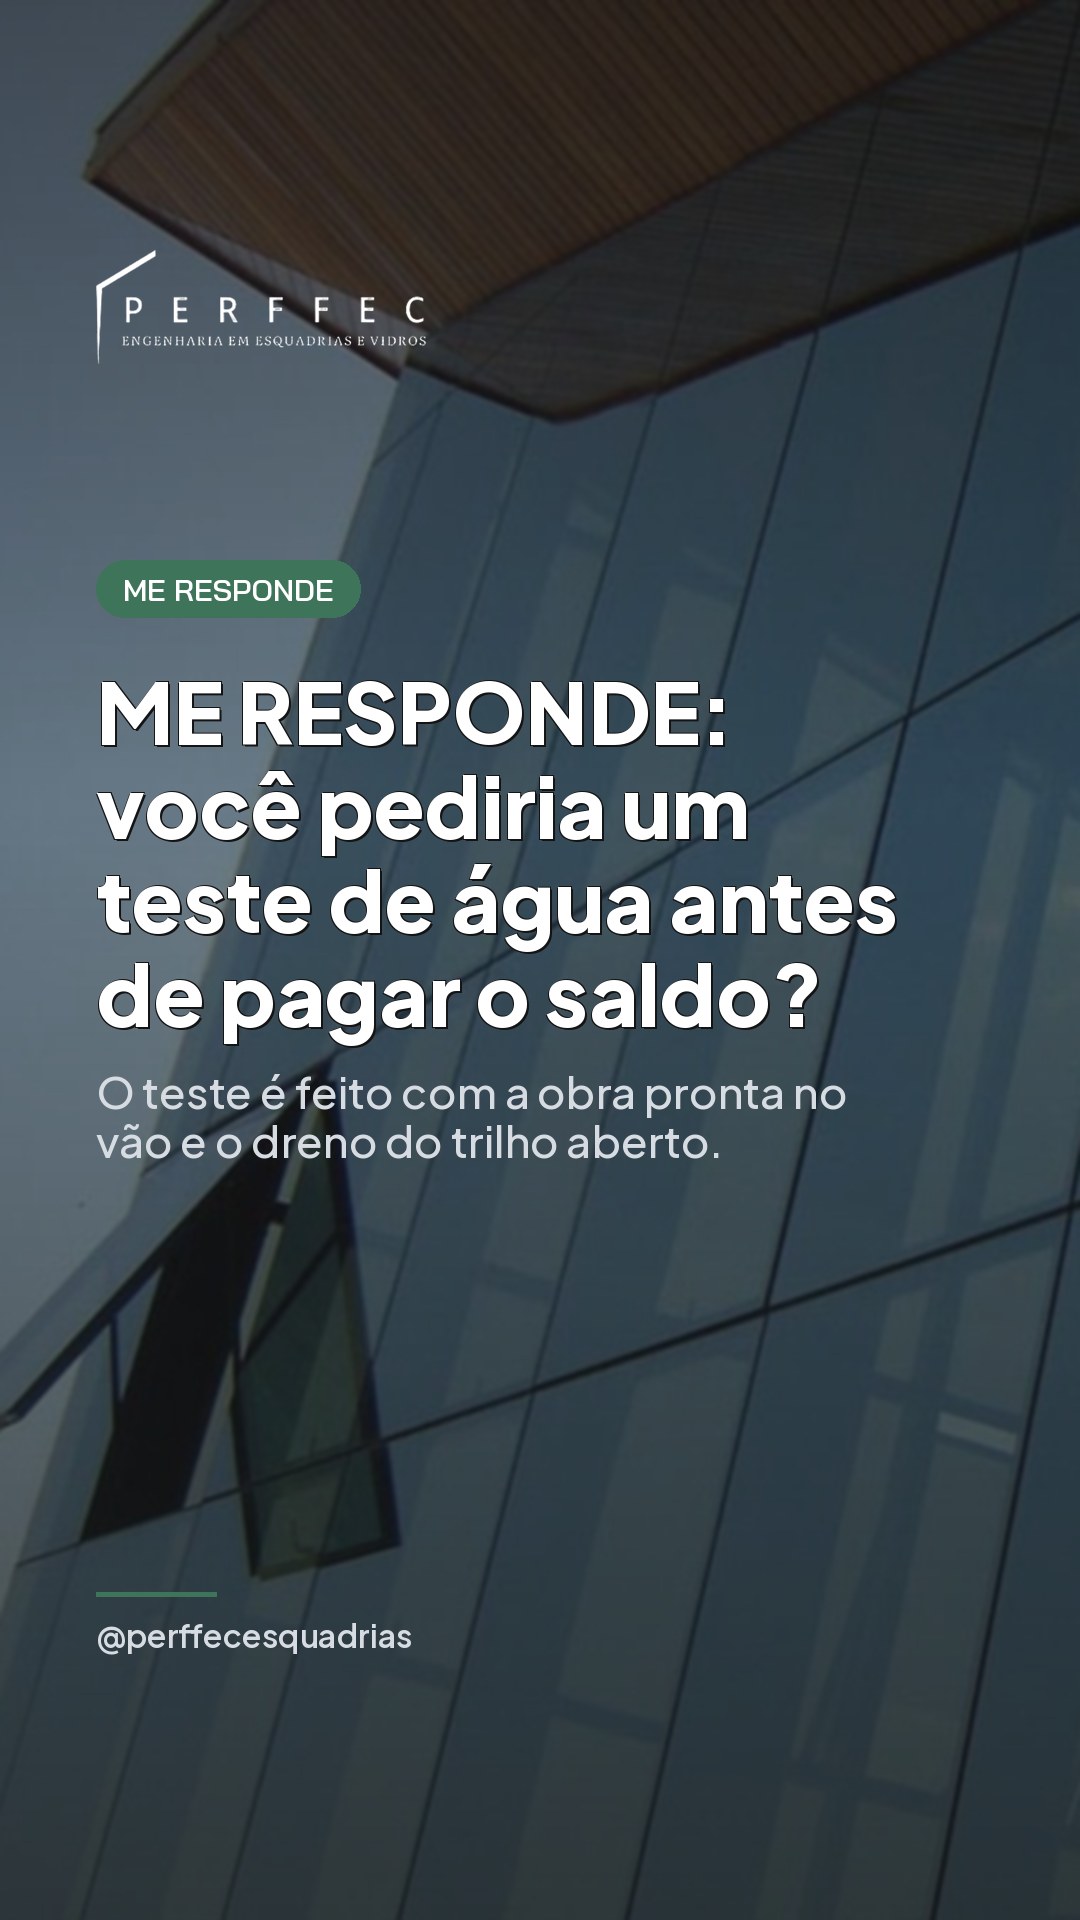 PERFFEC
ENGENHARIA EM ESQUADRIAS E VIDROS
ME RESPONDE
ME RESPONDE:
você pediria um
teste de água antes
de pagar o saldo?
O teste é feito com a obra pronta no
vão e o dreno do trilho aberto.
@perffecesquadrias